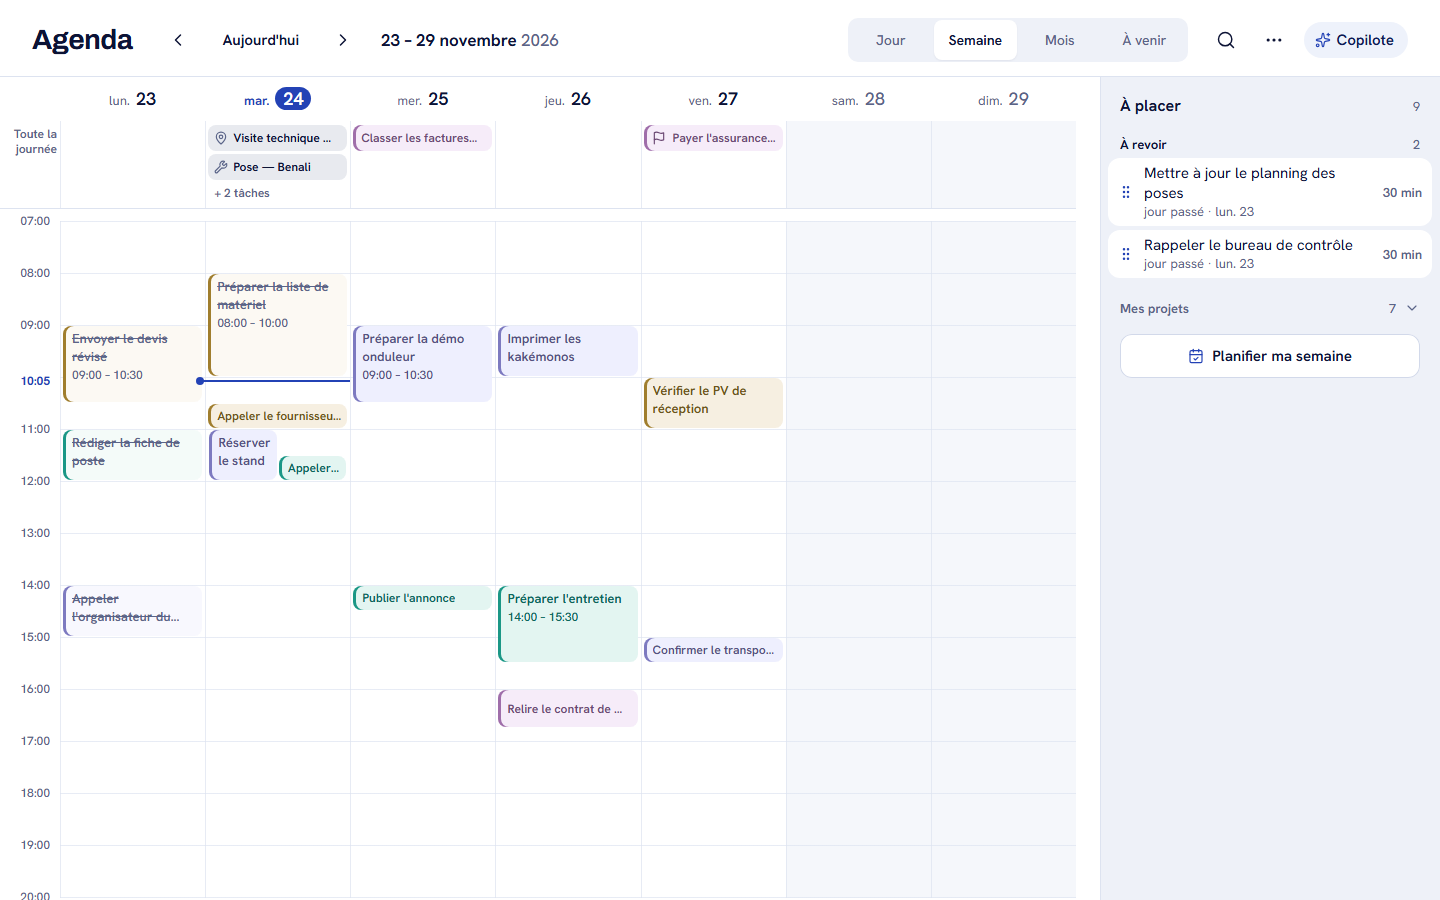 Agenda
Aujourd'hui
23 – 29 novembre 2026
Jour
Semaine
Mois
À venir
Copilote
lun. 23
mar. 24
mer. 25
jeu. 26
ven. 27
sam. 28
dim. 29
Toute la
journée
Visite technique ...
Pose — Benali
+ 2 tâches
Classer les factures...
Payer l'assurance...
07:00
08:00
09:00
10:05
11:00
12:00
13:00
14:00
15:00
16:00
17:00
18:00
19:00
20:00
Envoyer le devis
révisé
09:00 – 10:30
Rédiger la fiche de
poste
Appeler
l'organisateur du...
Préparer la liste de
matériel
08:00 – 10:00
Appeler le fournisseu...
Réserver
le stand
Appeler...
Préparer la démo
onduleur
09:00 – 10:30
Publier l'annonce
Imprimer les
kakémonos
Préparer l'entretien
14:00 – 15:30
Relire le contrat de ...
Vérifier le PV de
réception
Confirmer le transpo...
À placer
9
À revoir
2
Mettre à jour le planning des
poses
jour passé · lun. 23
30 min
Rappeler le bureau de contrôle
jour passé · lun. 23
30 min
Mes projets
7
Planifier ma semaine